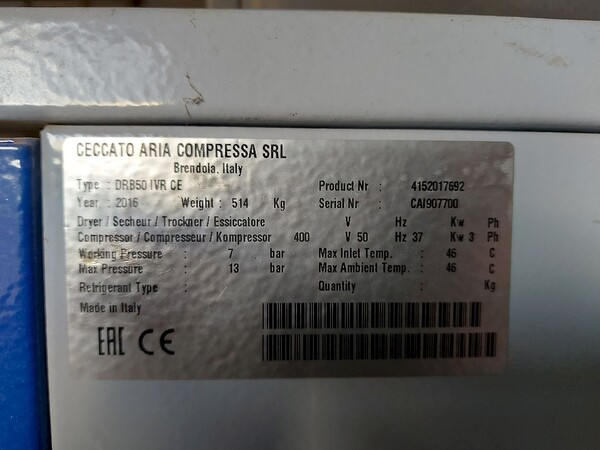 CECCATO ARIA COMPRESSA SRL
Brendola, Italy
Type : DRB50 IVR CE Product Nr : 4152017692
Year : 2016 Weight : 514 Kg Serial Nr : CAI907700
Dryer / Secheur / Trockner / Essiccatore V Hz Kw Ph
Compressor / Compresseur / Kompressor 400 V 50 Hz 37 Kw 3 Ph
Working Pressure : 7 bar Max Inlet Temp. : 46 C
Max Pressure : 13 bar Max Ambient Temp. : 46 C
Refrigerant Type : Quantity : Kg
Made in Italy
EAC CE